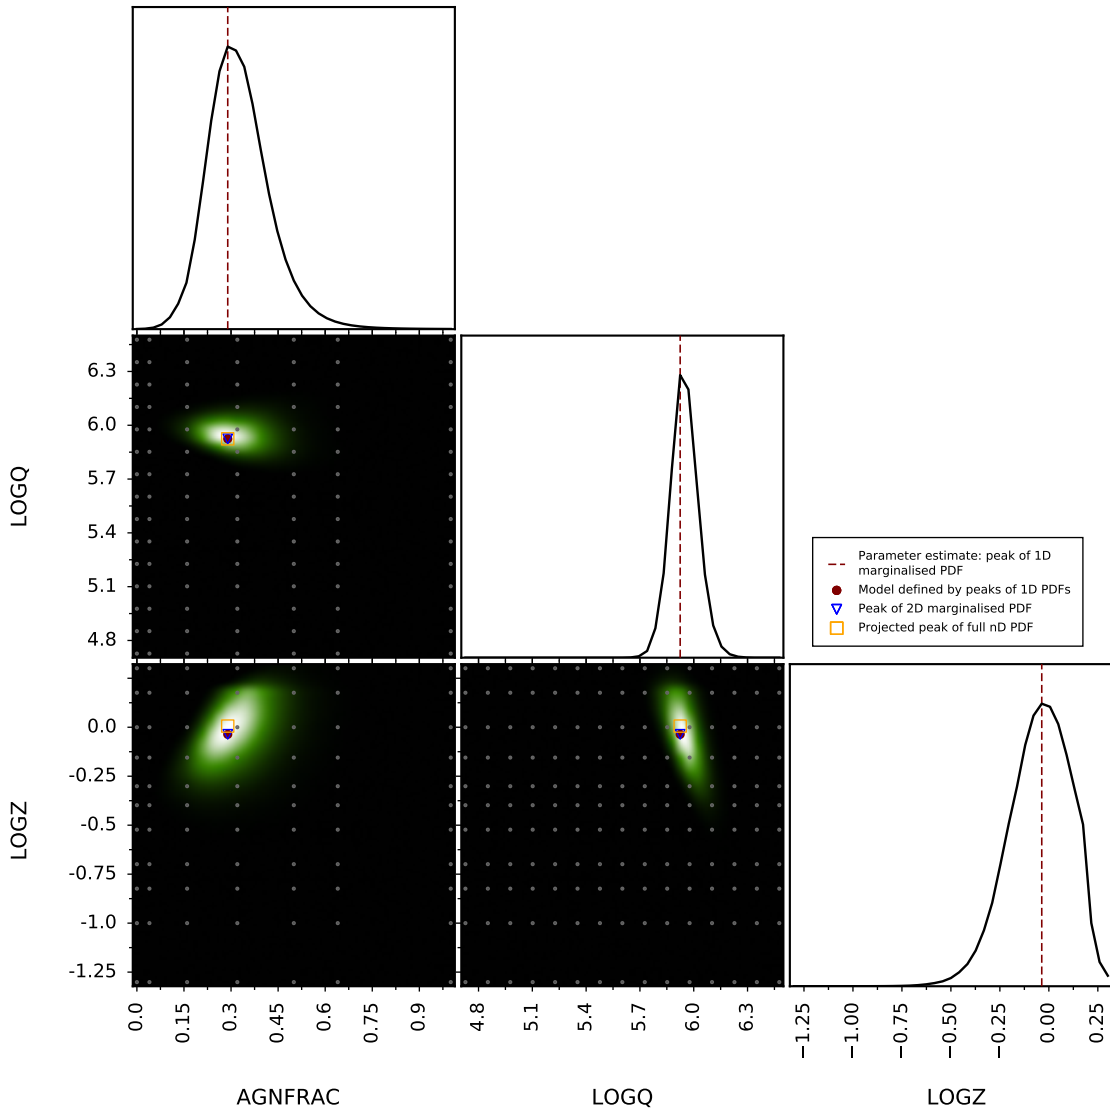 6.3
6.0
5.7
5.4
5.1
4.8
LOGQ
Parameter estimate: peak of 1D
marginalised PDF
Model defined by peaks of 1D PDFs
Peak of 2D marginalised PDF
Projected peak of full nD PDF
0.0
-0.25
-0.5
-0.75
-1.0
-1.25
LOGZ
0.0 0.15 0.3 0.45 0.6 0.75 0.9
4.8 5.1 5.4 5.7 6.0 6.3
−1.25 −1.00 −0.75 −0.50 −0.25 0.00 0.25
AGNFRAC LOGQ LOGZ